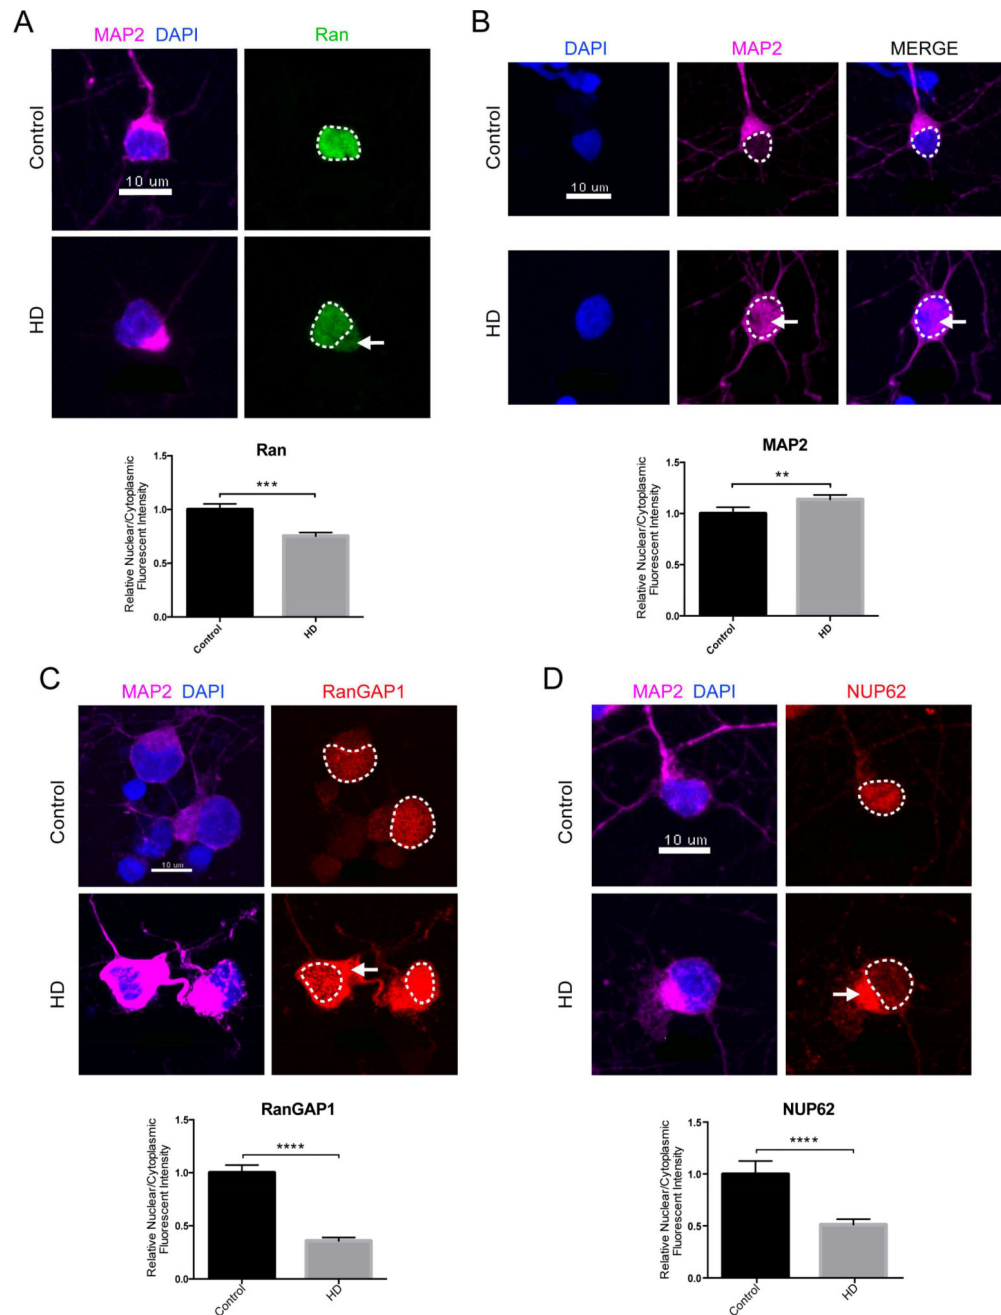 A
MAP2 DAPI
Ran
Control
10 um
HD
Ran
Relative Nuclear/Cytoplasmic
Fluorescent Intensity
1.5
1.0
0.5
0.0
***
Control
HD
B
DAPI
MAP2
MERGE
Control
10 um
HD
MAP2
Relative Nuclear/Cytoplasmic
Fluorescent Intensity
1.5
1.0
0.5
0.0
**
Control
HD
C
MAP2 DAPI
RanGAP1
Control
10 um
HD
RanGAP1
Relative Nuclear/Cytoplasmic
Fluorescent Intensity
1.5
1.0
0.5
0.0
****
Control
HD
D
MAP2 DAPI
NUP62
Control
10 um
HD
NUP62
Relative Nuclear/Cytoplasmic
Fluorescent Intensity
1.5
1.0
0.5
0.0
****
Control
HD